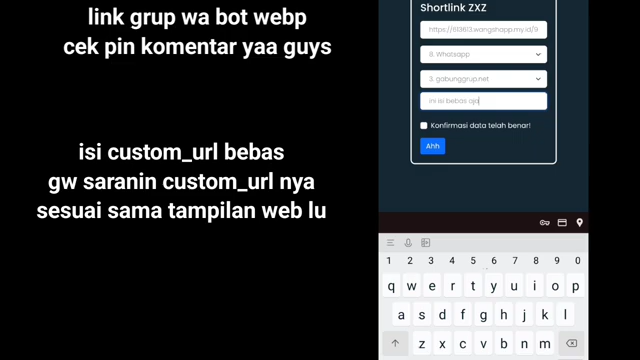 link grup wa bot webp
cek pin komentar yaa guys
isi custom_url bebas
gw saranin custom_url nya
sesuai sama tampilan web lu
Shortlink ZXZ
8. Whatsapp
3. gabunggrup.net
ini isi bebas aja
Konfirmasi data telah benar!
Ahh
1 2 3 4 5 6 7 8 9 0
q w e r t y u i o p
a s d f g h j k l
z x c v b n m